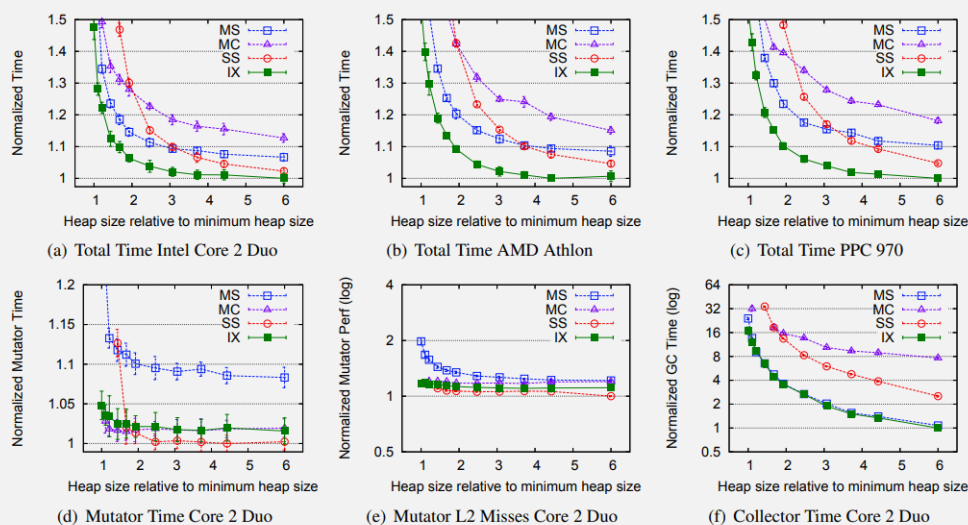 1.5
1.4
1.3
1.2
1.1
1
Normalized Time
MS
MC
SS
IX
1 2 3 4 5 6
Heap size relative to minimum heap size
(a) Total Time Intel Core 2 Duo
1.5
1.4
1.3
1.2
1.1
1
Normalized Time
MS
MC
SS
IX
1 2 3 4 5 6
Heap size relative to minimum heap size
(b) Total Time AMD Athlon
1.5
1.4
1.3
1.2
1.1
1
Normalized Time
MS
MC
SS
IX
1 2 3 4 5 6
Heap size relative to minimum heap size
(c) Total Time PPC 970
1.2
1.15
1.1
1.05
1
Normalized Mutator Time
MS
MC
SS
IX
1 2 3 4 5 6
Heap size relative to minimum heap size
(d) Mutator Time Core 2 Duo
4
2
1
0.5
Normalized Mutator Perf (log)
MS
MC
SS
IX
1 2 3 4 5 6
Heap size relative to minimum heap size
(e) Mutator L2 Misses Core 2 Duo
64
32
16
8
4
2
1
0.5
Normalized GC Time (log)
MS
MC
SS
IX
1 2 3 4 5 6
Heap size relative to minimum heap size
(f) Collector Time Core 2 Duo